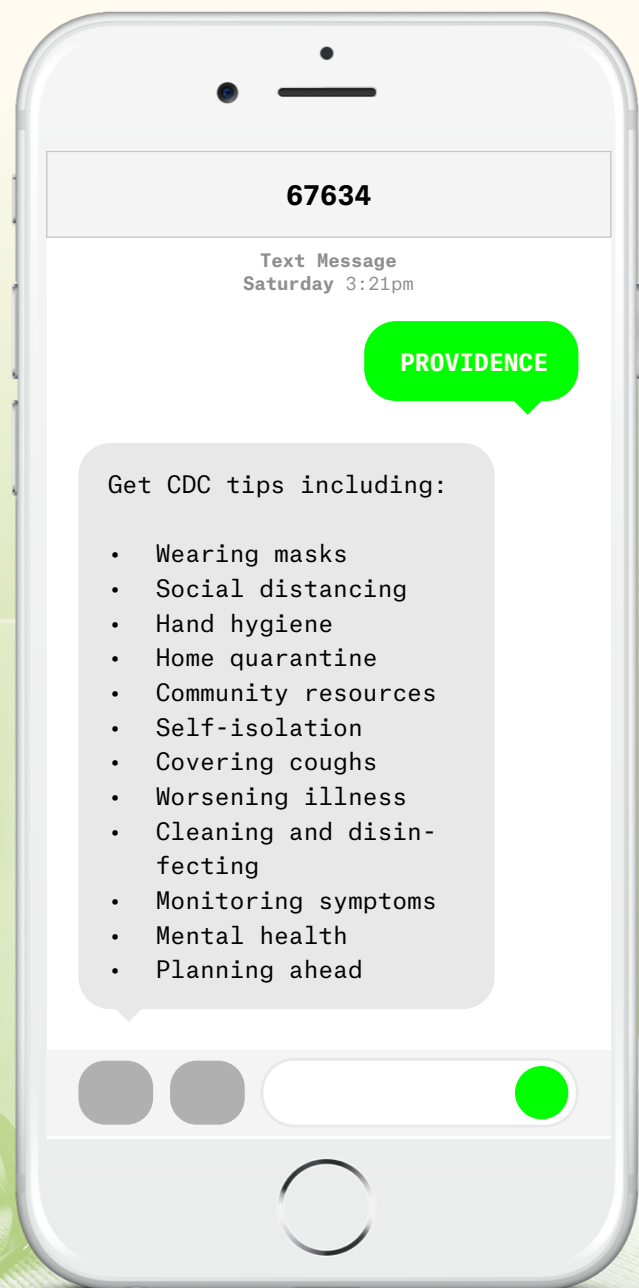 67634
Text Message
Saturday 3:21pm
PROVIDENCE
Get CDC tips including:
• Wearing masks
• Social distancing
• Hand hygiene
• Home quarantine
• Community resources
• Self-isolation
• Covering coughs
• Worsening illness
• Cleaning and disin-
fecting
• Monitoring symptoms
• Mental health
• Planning ahead